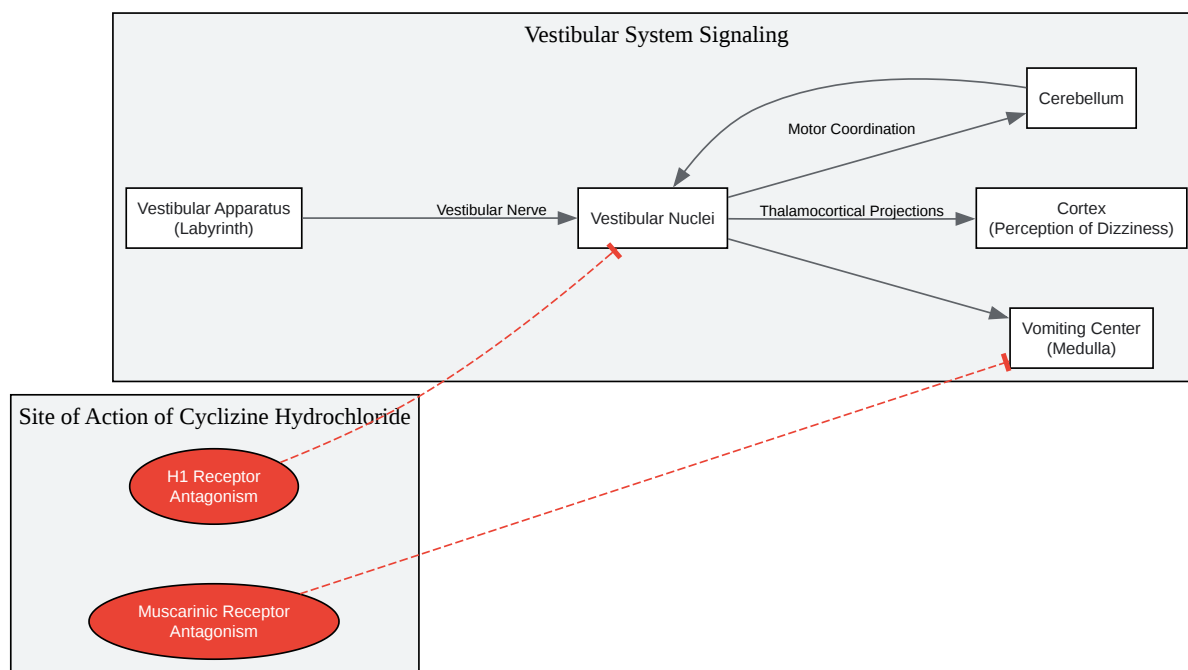 Vestibular System Signaling
Cerebellum
Motor Coordination
Vestibular Apparatus
(Labyrinth)
Vestibular Nerve
Vestibular Nuclei
Thalamocortical Projections
Cortex
(Perception of Dizziness)
Vomiting Center
(Medulla)
Site of Action of Cyclizine Hydrochloride
H1 Receptor
Antagonism
Muscarinic Receptor
Antagonism